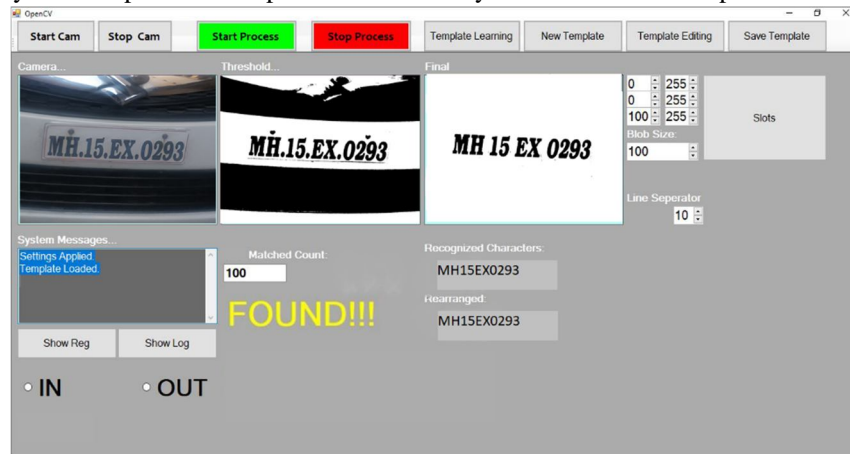 OpenCV
Start Cam Stop Cam Start Process Stop Process Template Learning New Template Template Editing Save Template
Camera... Threshold... Final
0 255
0 255
100 255
Slots
Blob Size:
100
MH.15.EX.0293 MH.15.EX.0293 MH 15 EX 0293
Line Seperator
10
System Messages...
Settings Applied.
Template Loaded.
Matched Count:
100
FOUND!!!
Recognized Characters:
MH15EX0293
Rearranged:
MH15EX0293
Show Reg Show Log
IN OUT